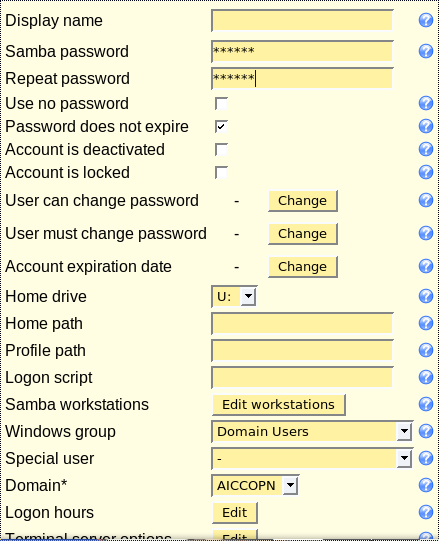 Display name
Samba password ******
Repeat password ******
Use no password
Password does not expire
Account is deactivated
Account is locked
User can change password - Change
User must change password - Change
Account expiration date - Change
Home drive U:
Home path
Profile path
Logon script
Samba workstations Edit workstations
Windows group Domain Users
Special user -
Domain* AICCOPN
Logon hours Edit
Terminal server options Edit